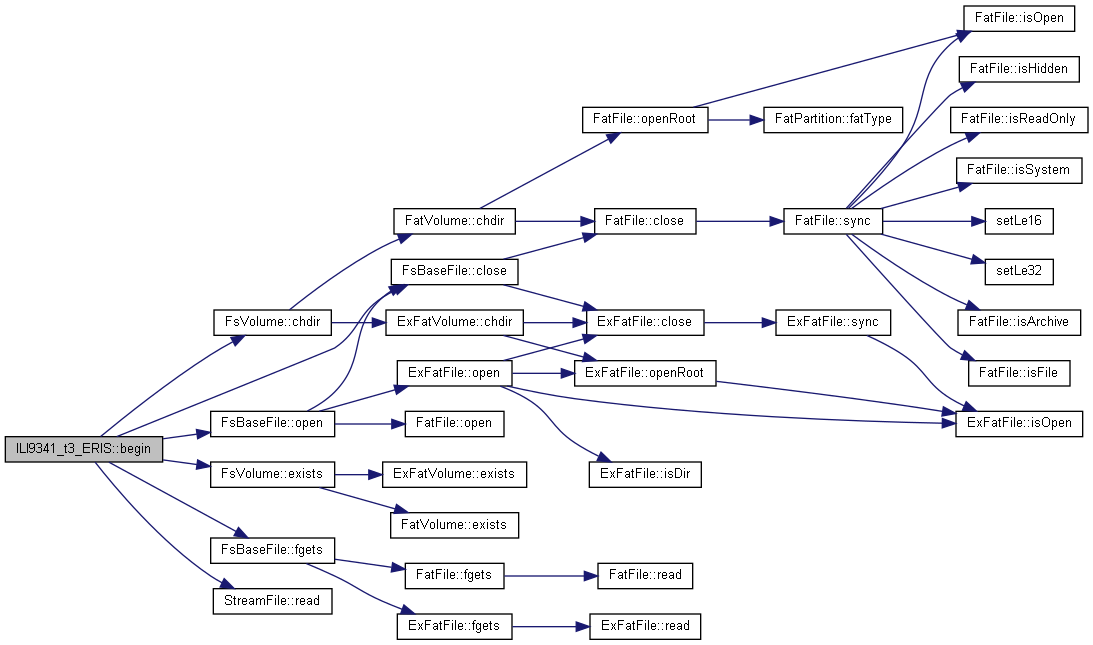 FatFile::isOpen
FatFile::isHidden
FatFile::openRoot
FatPartition::fatType
FatFile::isReadOnly
FatFile::isSystem
FatVolume::chdir
FatFile::close
FatFile::sync
setLe16
FsBaseFile::close
setLe32
FsVolume::chdir
ExFatVolume::chdir
ExFatFile::close
ExFatFile::sync
FatFile::isArchive
ExFatFile::open
ExFatFile::openRoot
FatFile::isFile
FsBaseFile::open
FatFile::open
ExFatFile::isOpen
ILI9341_t3_ERIS::begin
FsVolume::exists
ExFatVolume::exists
ExFatFile::isDir
FatVolume::exists
FsBaseFile::fgets
FatFile::fgets
FatFile::read
StreamFile::read
ExFatFile::fgets
ExFatFile::read